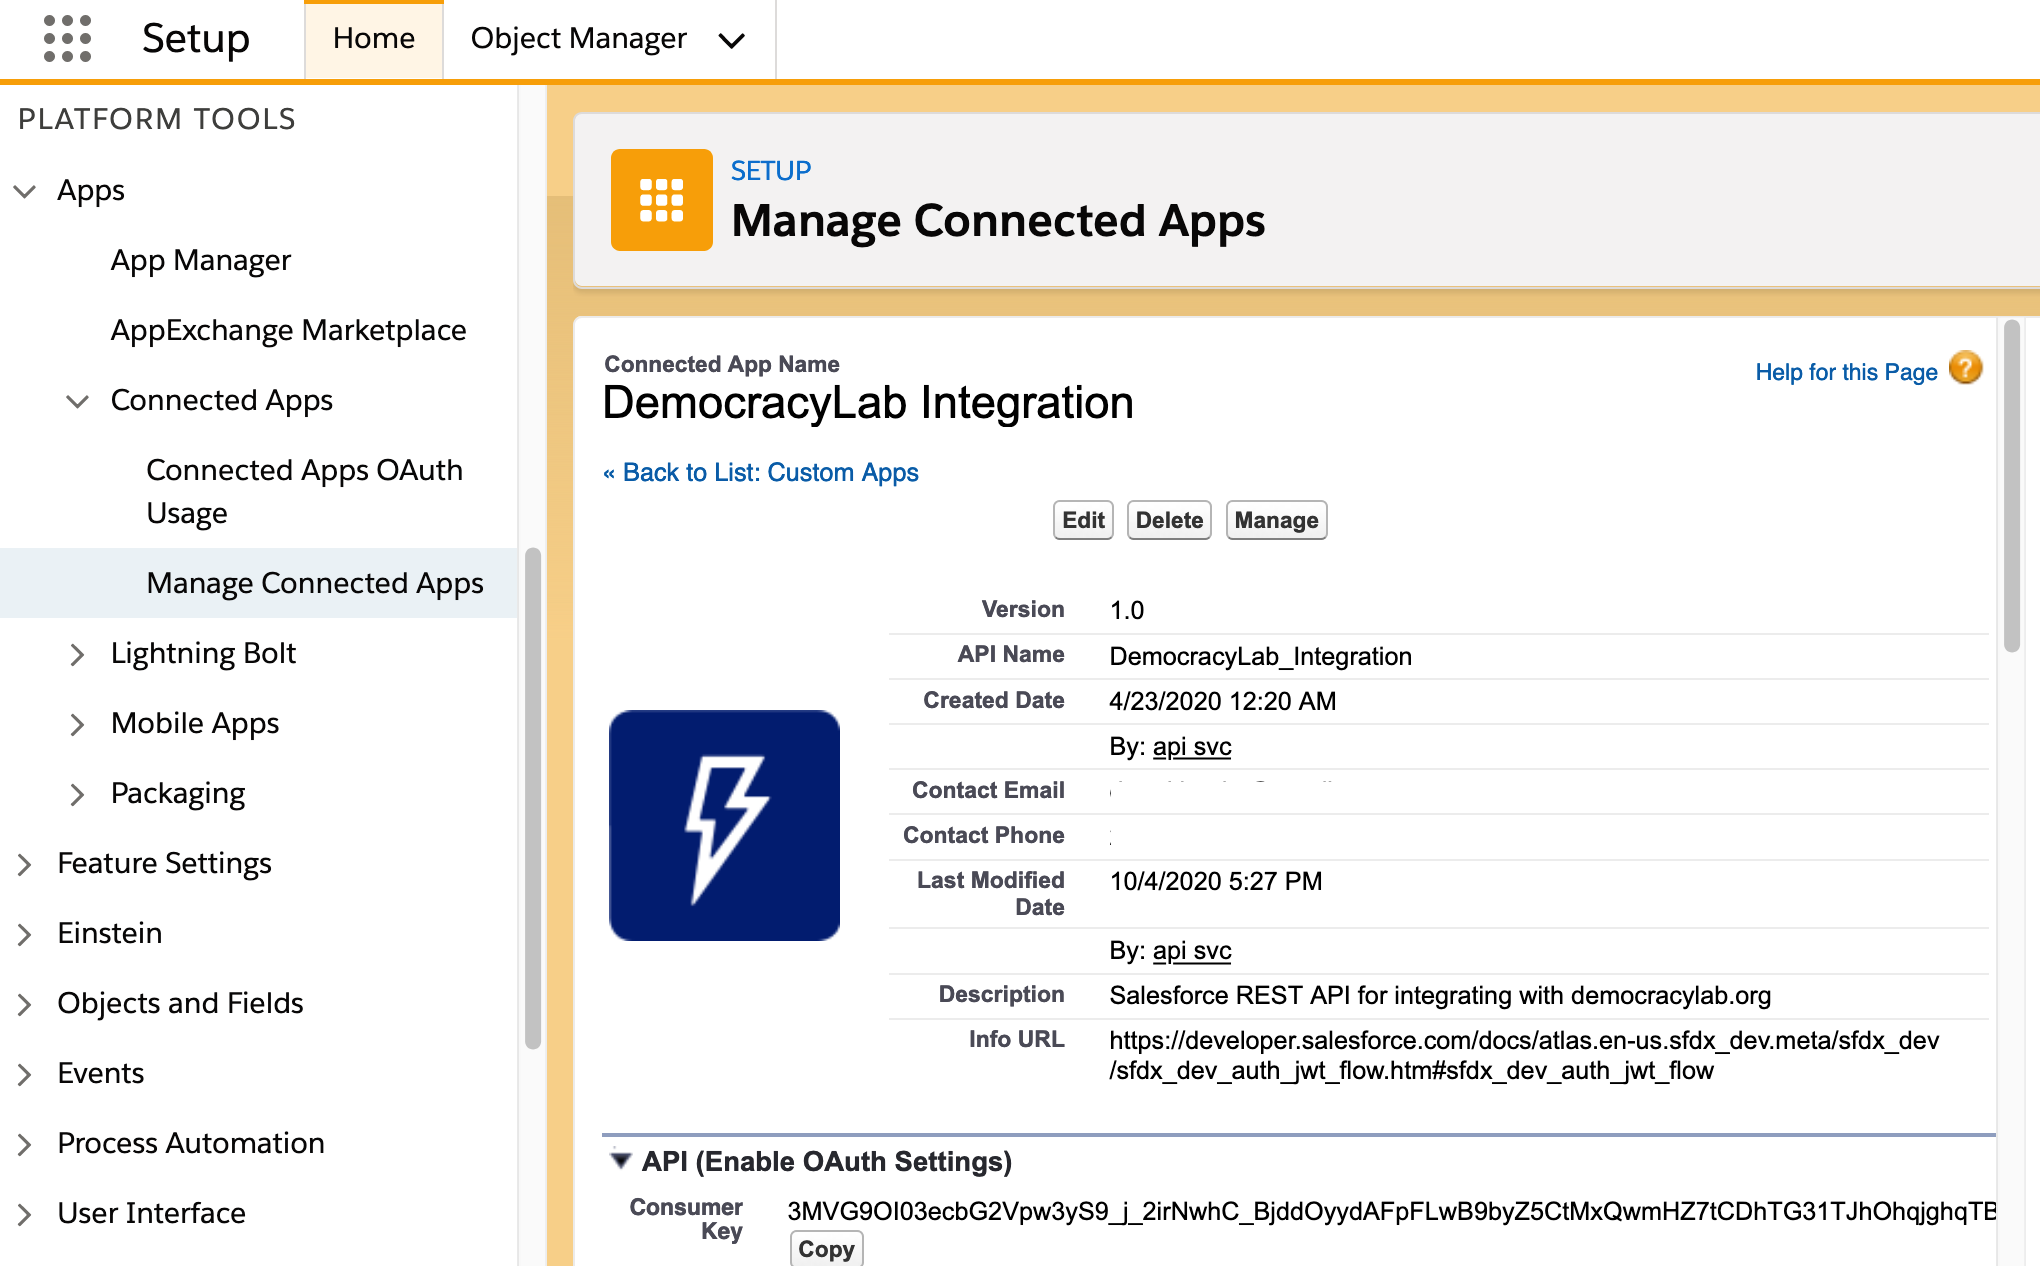 Setup
Home
Object Manager
PLATFORM TOOLS
Apps
App Manager
AppExchange Marketplace
Connected Apps
Connected Apps OAuth
Usage
Manage Connected Apps
Lightning Bolt
Mobile Apps
Packaging
Feature Settings
Einstein
Objects and Fields
Events
Process Automation
User Interface
SETUP
Manage Connected Apps
Connected App Name
DemocracyLab Integration
Help for this Page ?
« Back to List: Custom Apps
Edit Delete Manage
Version 1.0
API Name DemocracyLab_Integration
Created Date 4/23/2020 12:20 AM
By: api svc
Contact Email
Contact Phone
Last Modified
Date 10/4/2020 5:27 PM
By: api svc
Description Salesforce REST API for integrating with democracylab.org
Info URL https://developer.salesforce.com/docs/atlas.en-us.sfdx_dev.meta/sfdx_dev
/sfdx_dev_auth_jwt_flow.htm#sfdx_dev_auth_jwt_flow
API (Enable OAuth Settings)
Consumer
Key 3MVG9OI03ecbG2Vpw3yS9_j_2irNwhC_BjddOyydAFpFLwB9byZ5CtMxQwmHZ7tCDhTG31TJhOhqjghqTB
Copy